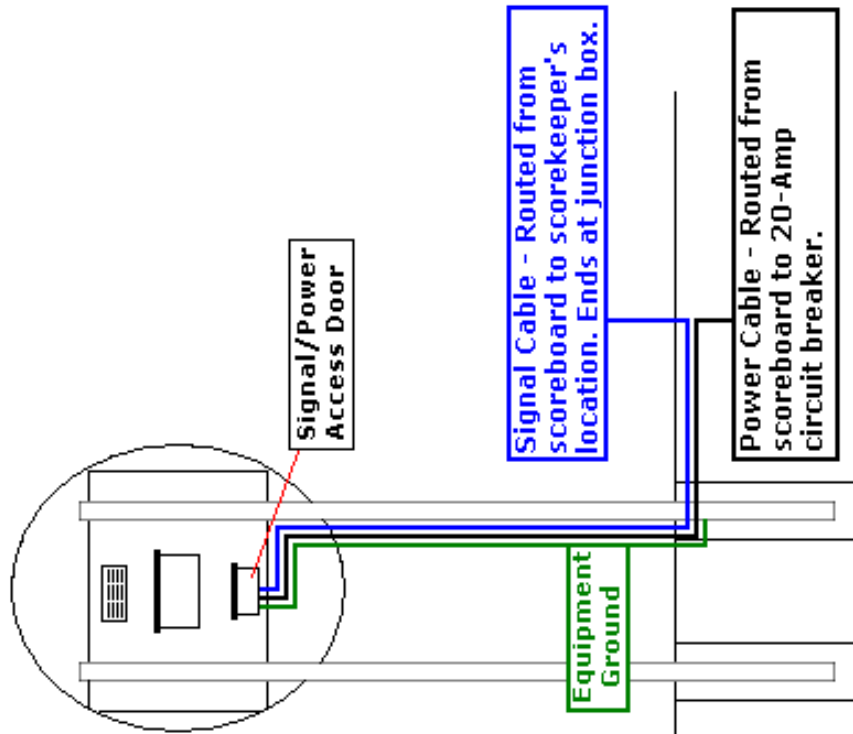 Signal/Power
Access Door
Signal Cable - Routed from
scoreboard to scorekeeper's
location. Ends at junction box.
Power Cable - Routed from
scoreboard to 20-Amp
circuit breaker.
Equipment
Ground